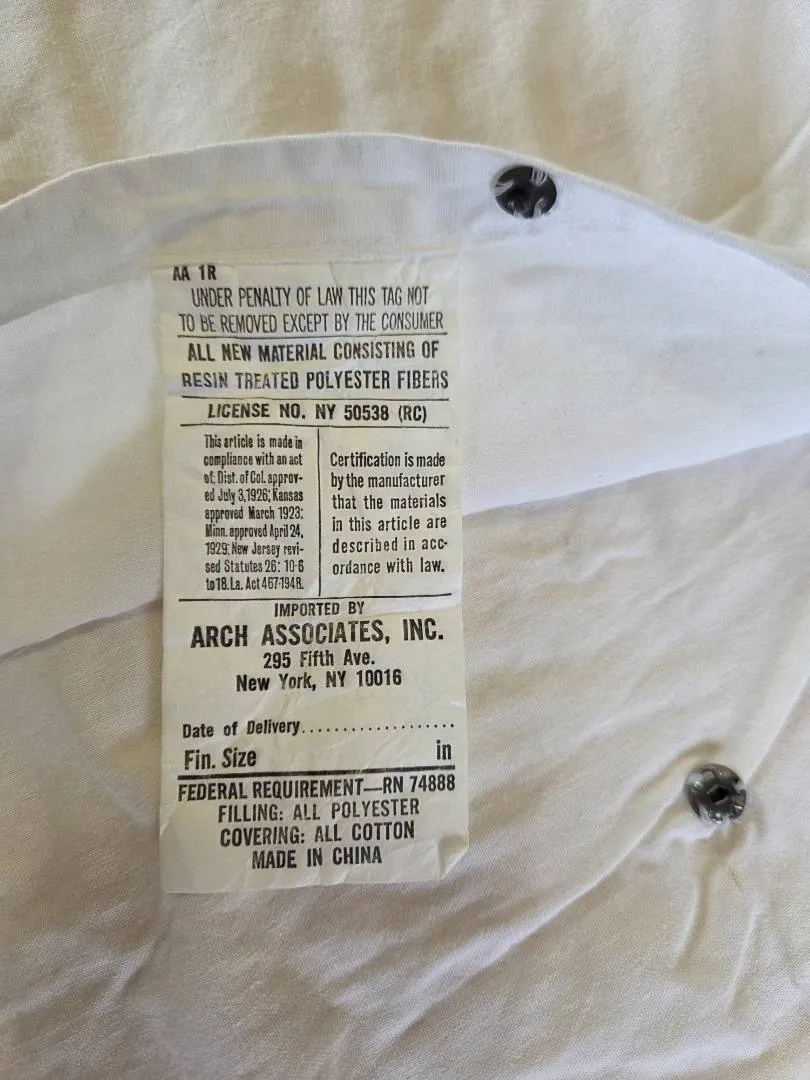 AA 1R
UNDER PENALTY OF LAW THIS TAG NOT
TO BE REMOVED EXCEPT BY THE CONSUMER
ALL NEW MATERIAL CONSISTING OF
RESIN TREATED POLYESTER FIBERS
LICENSE NO. NY 50538 (RC)
This article is made in
compliance with an act
of: Dist. of Col. approv-
ed July 3,1926; Kansas
approved March 1923:
Minn. approved April 24,
1929; New Jersey revi-
sed Statutes 26: 10-6
to 18. La. Act 467-1948.
Certification is made
by the manufacturer
that the materials
in this article are
described in acc-
ordance with law.
IMPORTED BY
ARCH ASSOCIATES, INC.
295 Fifth Ave.
New York, NY 10016
Date of Delivery...................
Fin. Size in
FEDERAL REQUIREMENT—RN 74888
FILLING: ALL POLYESTER
COVERING: ALL COTTON
MADE IN CHINA